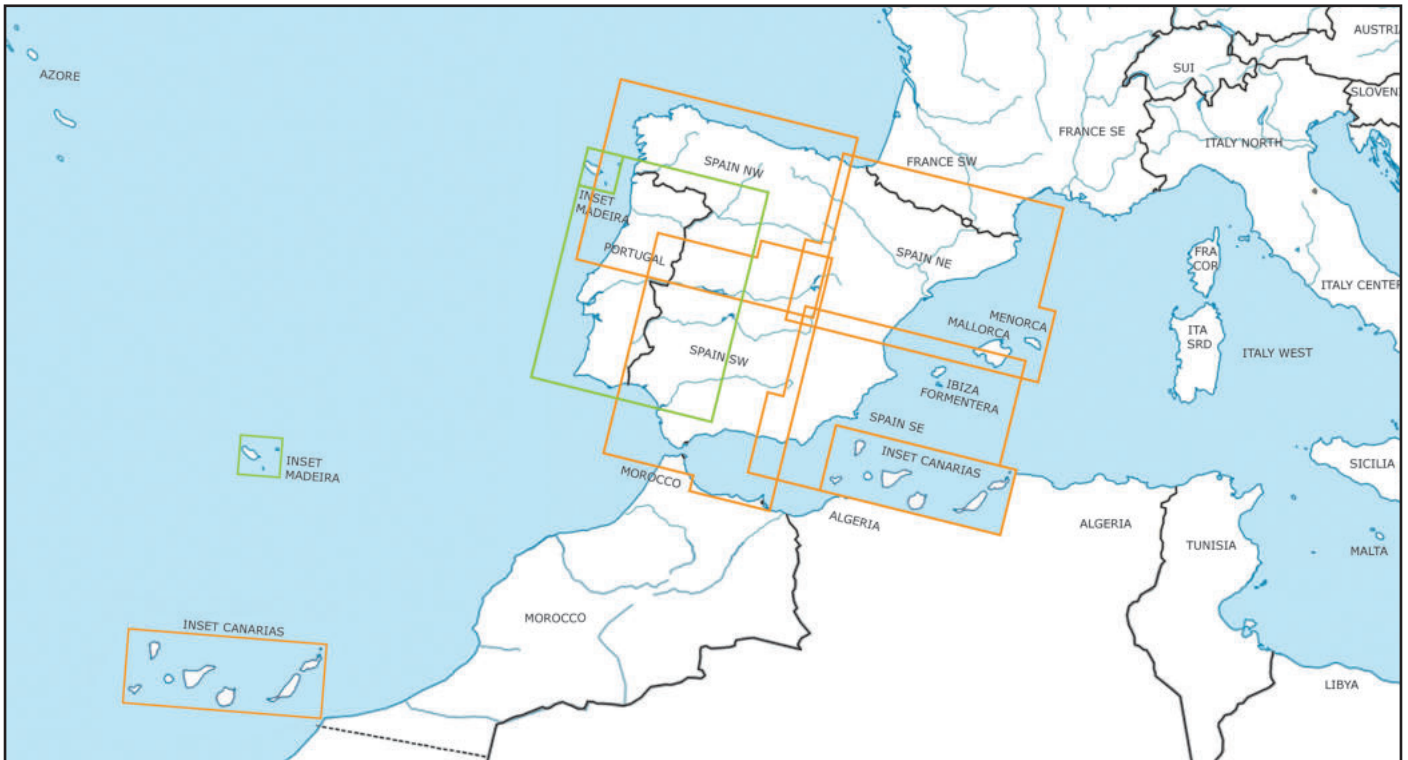 AZORE
AUSTRI
SUI
SLOVEN
FRANCE SE
ITALY NORTH
FRANCE SW
SPAIN NW
INSET
MADEIRA
PORTUGAL
SPAIN NE
FRA
COR
ITALY CENTER
MENORCA
MALLORCA
ITA
SRD
ITALY WEST
SPAIN SW
IBIZA
FORMENTERA
SPAIN SE
INSET CANARIAS
INSET
MADEIRA
MOROCCO
SICILIA
ALGERIA
ALGERIA
TUNISIA
MALTA
INSET CANARIAS
MOROCCO
LIBYA